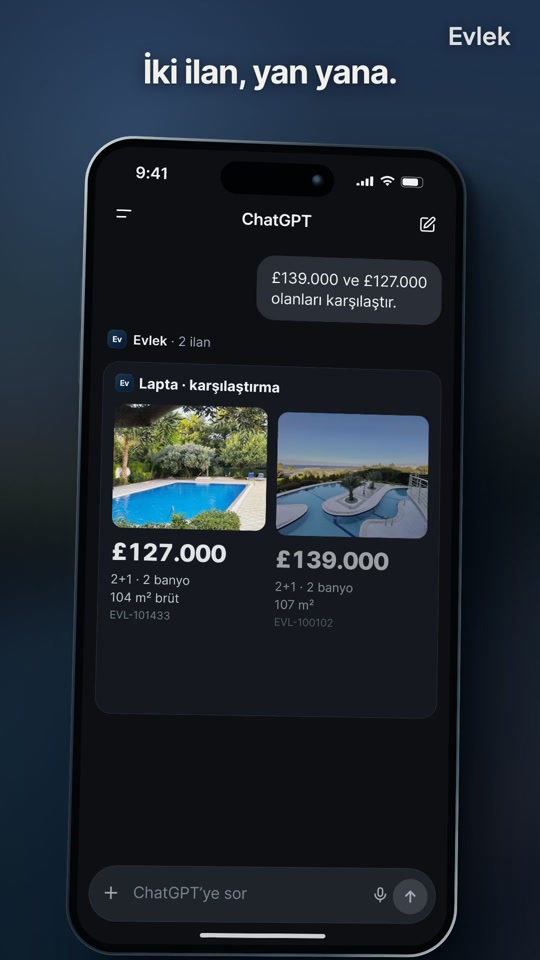 Evlek
İki ilan, yan yana.
9:41
ChatGPT
£139.000 ve £127.000
olanları karşılaştır.
Ev Evlek · 2 ilan
Ev Lapta · karşılaştırma
£127.000
2+1 · 2 banyo
104 m² brüt
EVL-101433
£139.000
2+1 · 2 banyo
107 m²
EVL-100102
ChatGPT'ye sor